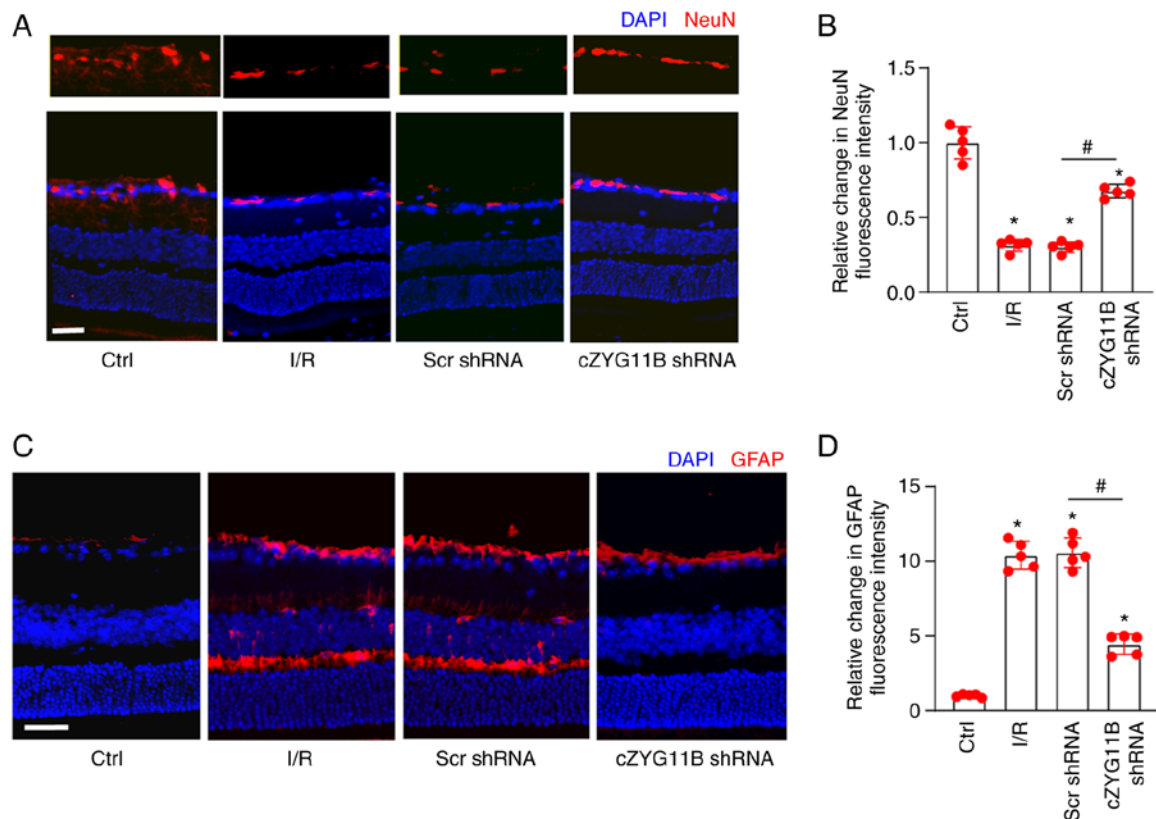 A
DAPI NeuN
Ctrl
I/R
Scr shRNA
cZYG11B shRNA
B
Relative change in NeuN
fluorescence intensity
1.5
1.0
0.5
0.0
*
*
#
*
Ctrl
I/R
Scr shRNA
cZYG11B
shRNA
C
DAPI GFAP
Ctrl
I/R
Scr shRNA
cZYG11B shRNA
D
Relative change in GFAP
fluorescence intensity
15
10
5
0
*
*
#
*
Ctrl
I/R
Scr shRNA
cZYG11B
shRNA